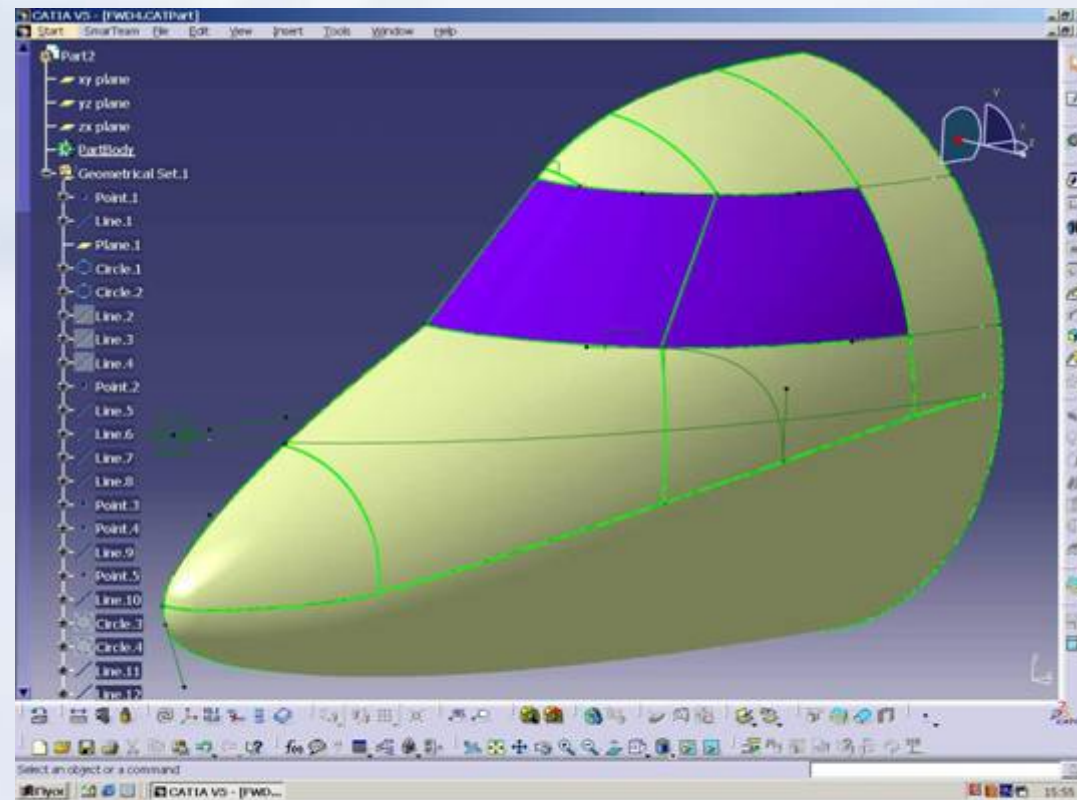 CATIA V5 - [FWD4.CATPart]
Start SmarTeam File Edit View Insert Tools Window Help
Part2
xy plane
yz plane
zx plane
PartBody
Geometrical Set.1
Point.1
Line.1
Plane.1
Circle.1
Circle.2
Line.2
Line.3
Line.4
Point.2
Line.5
Line.6
Line.7
Line.8
Point.3
Point.4
Line.9
Point.5
Line.10
Circle.3
Circle.4
Line.11
Line.12
Select an object or a command
Пуск
CATIA V5 - [FWD...
15:55